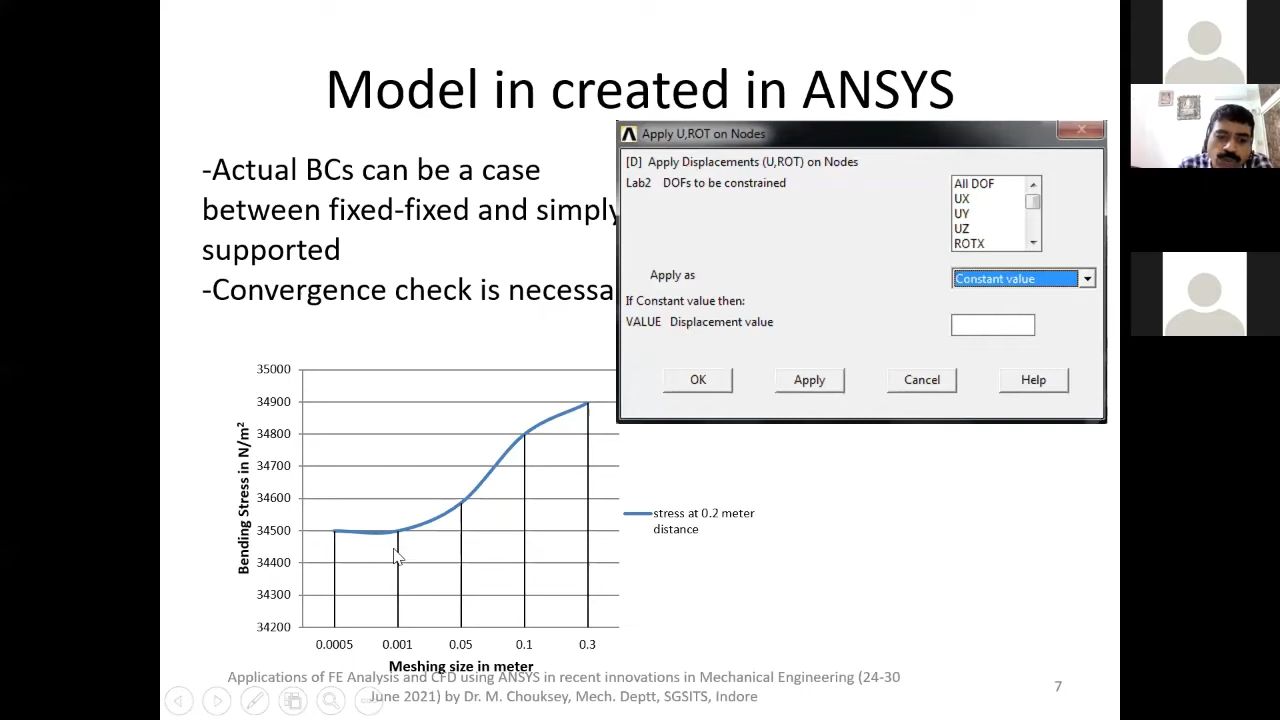 Model in created in ANSYS
-Actual BCs can be a case
between fixed-fixed and simply
supported
-Convergence check is necessa
Apply U,ROT on Nodes
[D] Apply Displacements (U,ROT) on Nodes
Lab2 DOFs to be constrained
All DOF
UX
UY
UZ
ROTX
Apply as
Constant value
If Constant value then:
VALUE Displacement value
OK Apply Cancel Help
35000
34900
34800
34700
34600
34500
34400
34300
34200
Bending Stress in N/m²
0.0005 0.001 0.05 0.1 0.3
Meshing size in meter
stress at 0.2 meter
distance
Applications of FE Analysis and CFD using ANSYS in recent innovations in Mechanical Engineering (24-30
June 2021) by Dr. M. Chouksey, Mech. Deptt, SGSITS, Indore
7